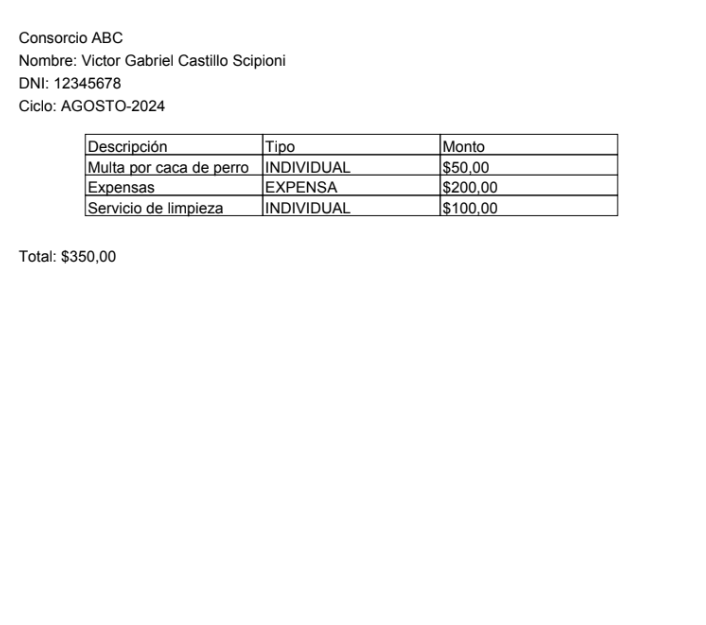 Consorcio ABC
Nombre: Victor Gabriel Castillo Scipioni
DNI: 12345678
Ciclo: AGOSTO-2024
Descripción Tipo Monto
Multa por caca de perro INDIVIDUAL $50,00
Expensas EXPENSA $200,00
Servicio de limpieza INDIVIDUAL $100,00
Total: $350,00